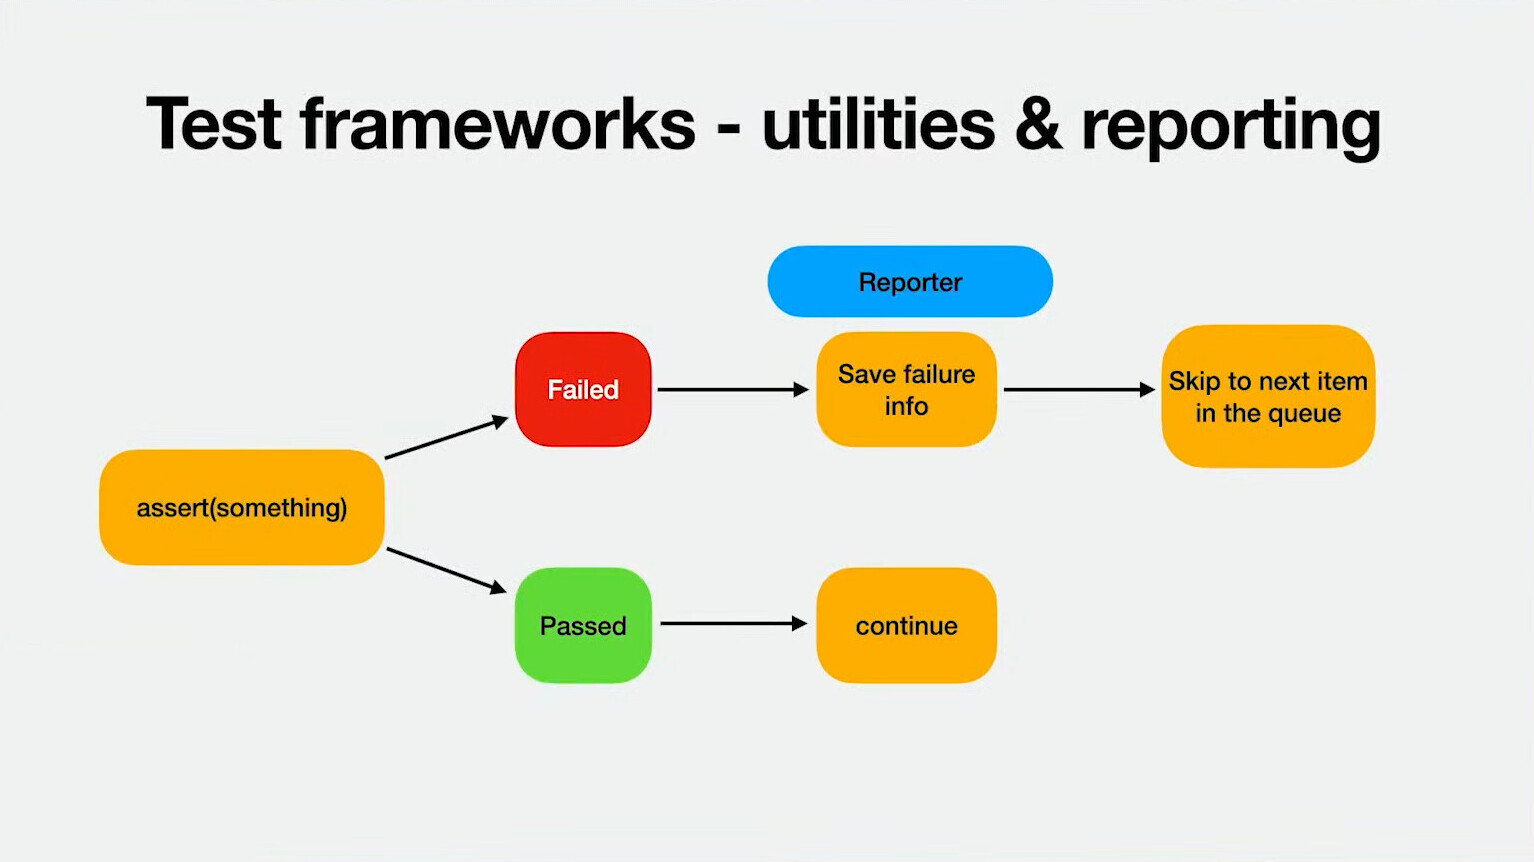 Test frameworks - utilities & reporting
Reporter
Failed
Save failure
info
Skip to next item
in the queue
assert(something)
Passed
continue